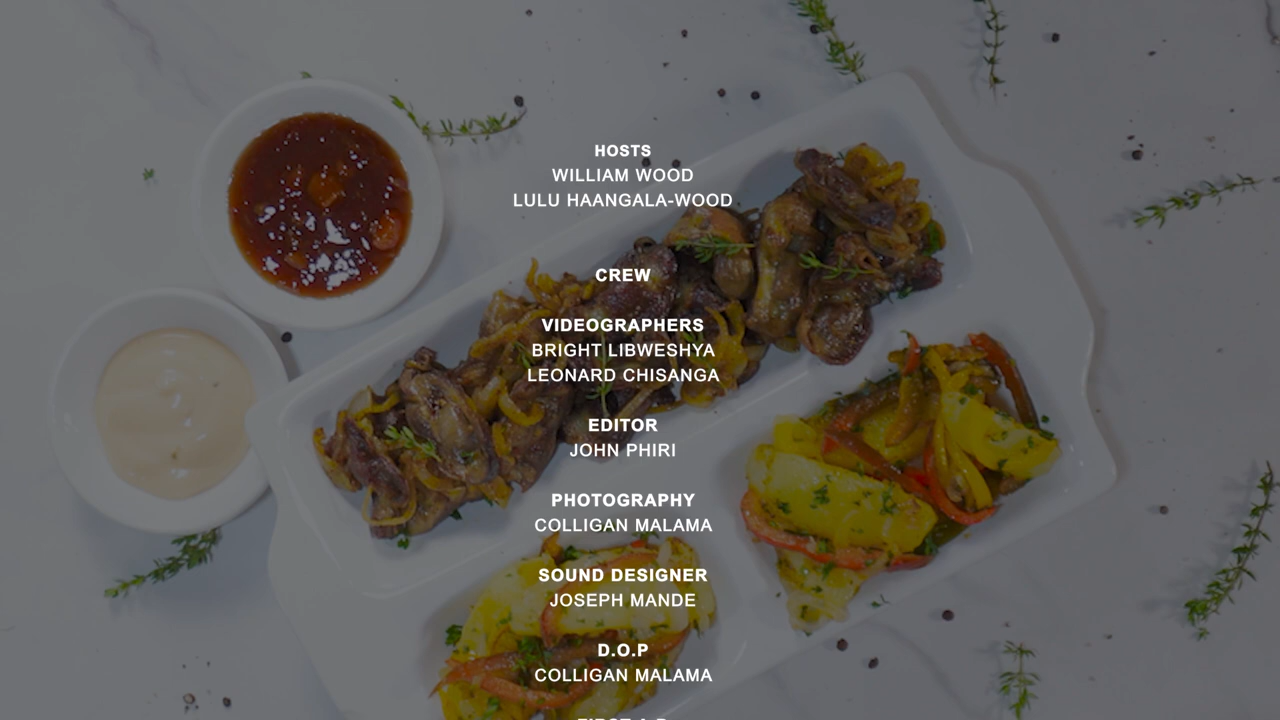 HOSTS
WILLIAM WOOD
LULU HAANGALA-WOOD
CREW
VIDEOGRAPHERS
BRIGHT LIBWESHYA
LEONARD CHISANGA
EDITOR
JOHN PHIRI
PHOTOGRAPHY
COLLIGAN MALAMA
SOUND DESIGNER
JOSEPH MANDE
D.O.P
COLLIGAN MALAMA